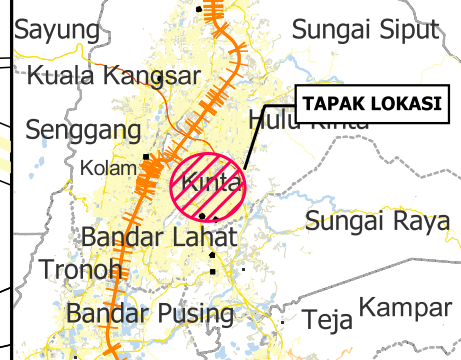 Sayung
Sungai Siput
Kuala Kangsar
TAPAK LOKASI
Hulu Kinta
Senggang
Kolam
Kinta
Sungai Raya
Bandar Lahat
Tronoh
Bandar Pusing
Teja
Kampar